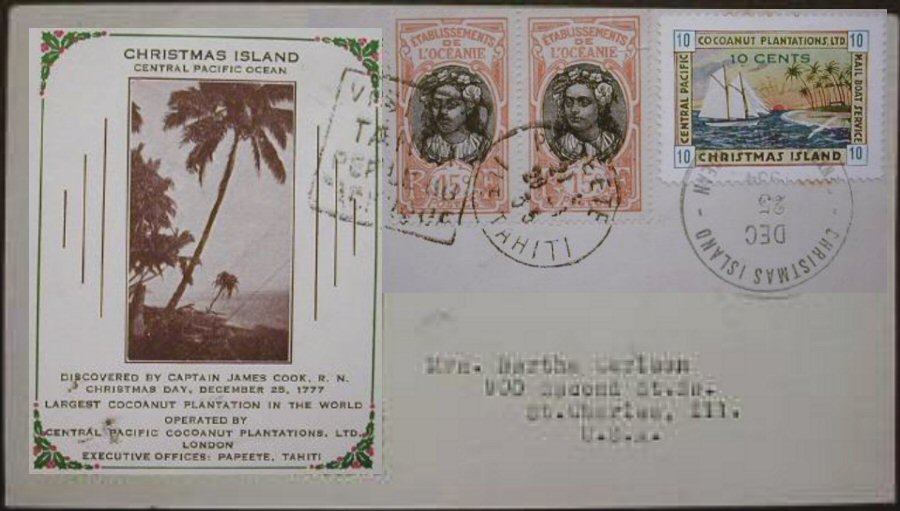 CHRISTMAS ISLAND
CENTRAL PACIFIC OCEAN
DISCOVERED BY CAPTAIN JAMES COOK, R. N.
CHRISTMAS DAY, DECEMBER 25, 1777
LARGEST COCOANUT PLANTATION IN THE WORLD
OPERATED BY
CENTRAL PACIFIC COCOANUT PLANTATIONS, LTD.
LONDON
EXECUTIVE OFFICES: PAPEETE, TAHITI
ETABLISSEMENTS
DE
L'OCEANIE
15c
ETABLISSEMENTS
DE
L'OCEANIE
15c
PAPEETE
TAHITI
10 COCOANUT PLANTATIONS, LTD 10
10 CENTS
CENTRAL PACIFIC
MAIL BOAT SERVICE
10 CHRISTMAS ISLAND 10
25
DEC
CHRISTMAS ISLAND
St. Charles, Ill.
U.S.A.